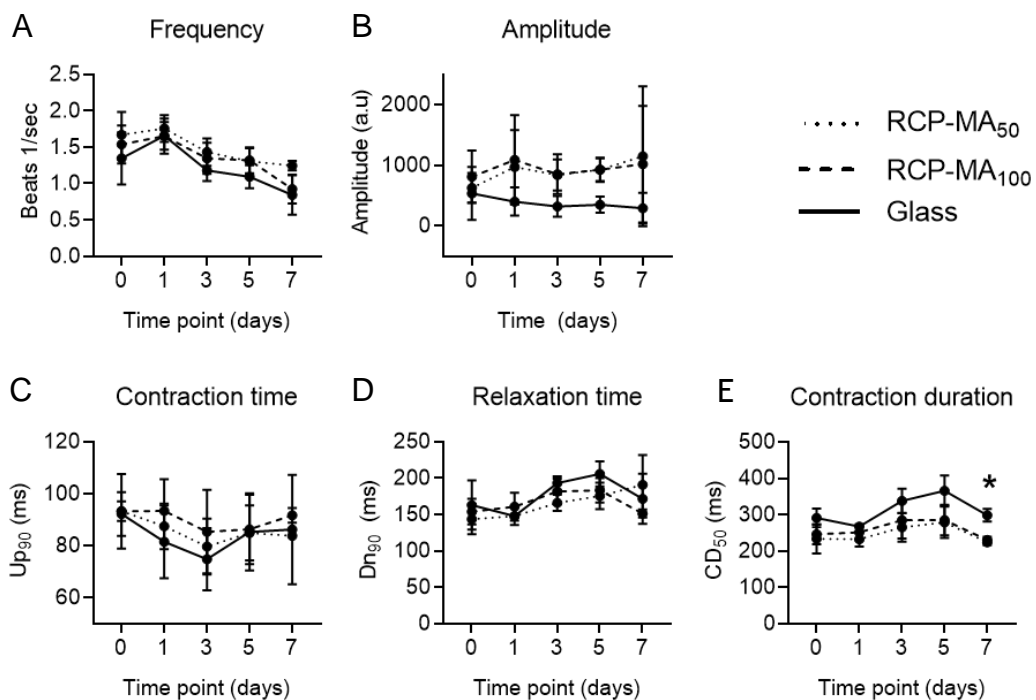 A Frequency
Beats 1/sec
2.5
2.0
1.5
1.0
0.5
0.0
0 1 3 5 7
Time point (days)
B Amplitude
Amplitude (a.u)
2000
1000
0
0 1 3 5 7
Time (days)
RCP-MA₅₀
RCP-MA₁₀₀
Glass
C Contraction time
Up₉₀ (ms)
120
100
80
60
0 1 3 5 7
Time point (days)
D Relaxation time
Dn₉₀ (ms)
250
200
150
100
50
0
0 1 3 5 7
Time point (days)
E Contraction duration
CD₅₀ (ms)
500
400
300
200
100
0
*
0 1 3 5 7
Time point (days)